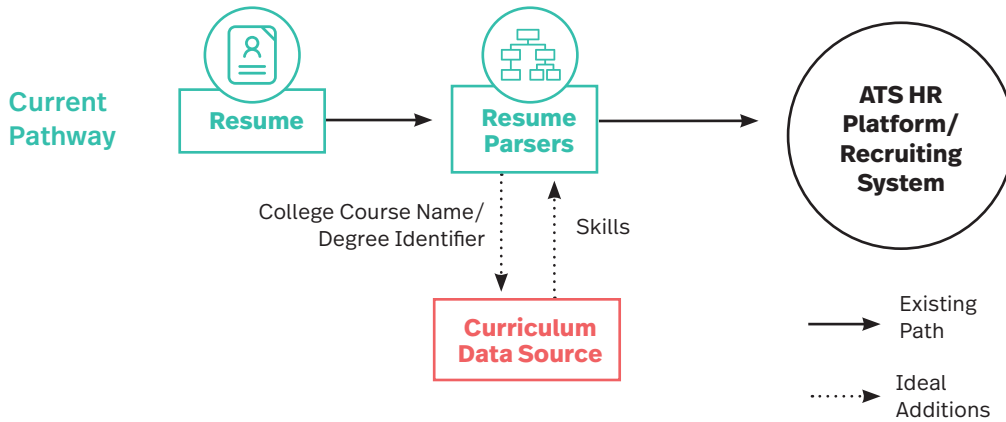 Current
Pathway
Resume
Resume
Parsers
ATS HR
Platform/
Recruiting
System
College Course Name/
Degree Identifier
Skills
Curriculum
Data Source
Existing
Path
Ideal
Additions